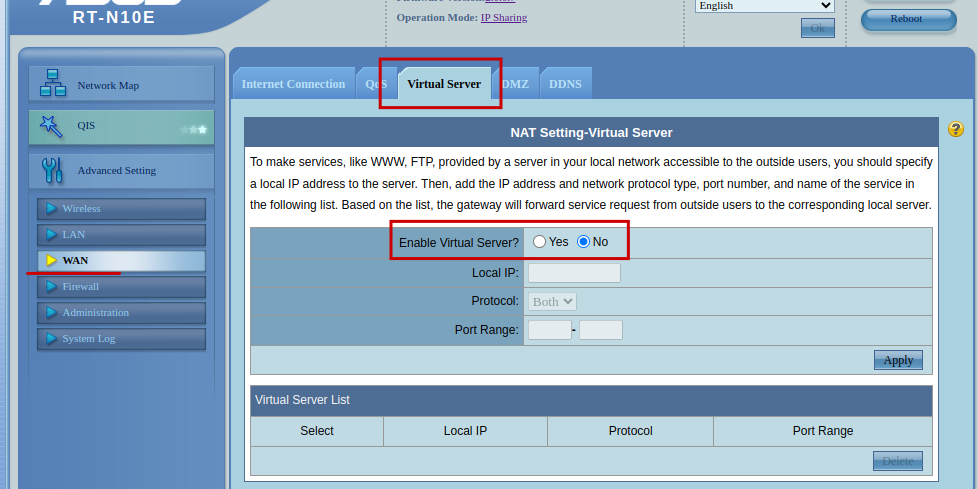 RT-N10E
Operation Mode: IP Sharing
English
Ok
Reboot
Network Map
QIS
Advanced Setting
Wireless
LAN
WAN
Firewall
Administration
System Log
Internet Connection QoS Virtual Server DMZ DDNS
NAT Setting-Virtual Server
To make services, like WWW, FTP, provided by a server in your local network accessible to the outside users, you should specify
a local IP address to the server. Then, add the IP address and network protocol type, port number, and name of the service in
the following list. Based on the list, the gateway will forward service request from outside users to the corresponding local server.
Enable Virtual Server? Yes No
Local IP:
Protocol: Both
Port Range: -
Apply
Virtual Server List
Select Local IP Protocol Port Range
Delete